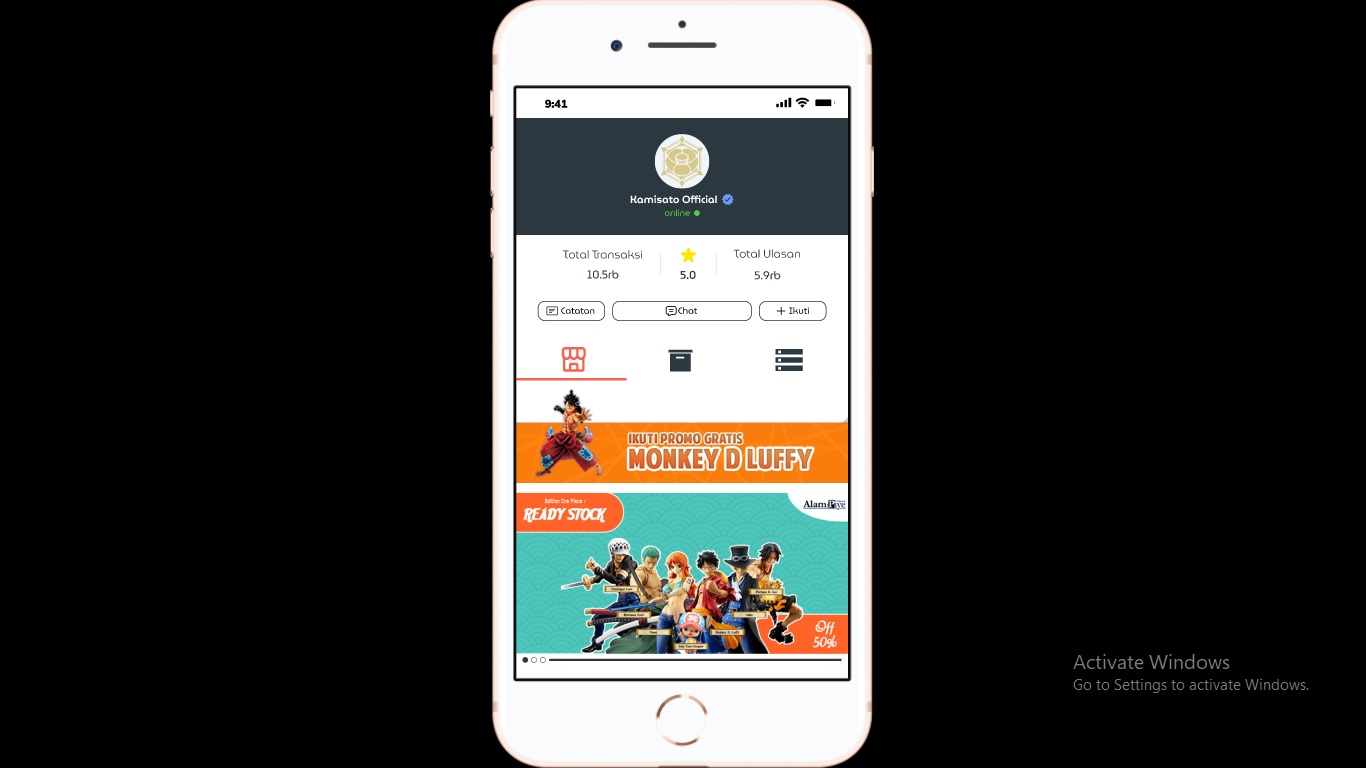 9:41
Kamisato Official
online
Total Transaksi
10.5rb
5.0
Total Ulasan
5.9rb
Catatan
Chat
Ikuti
IKUTI PROMO GRATIS
MONKEY D LUFFY
Edition One Piece
READY STOCK
Off
50%
Monkey D. Luffy
Activate Windows
Go to Settings to activate Windows.